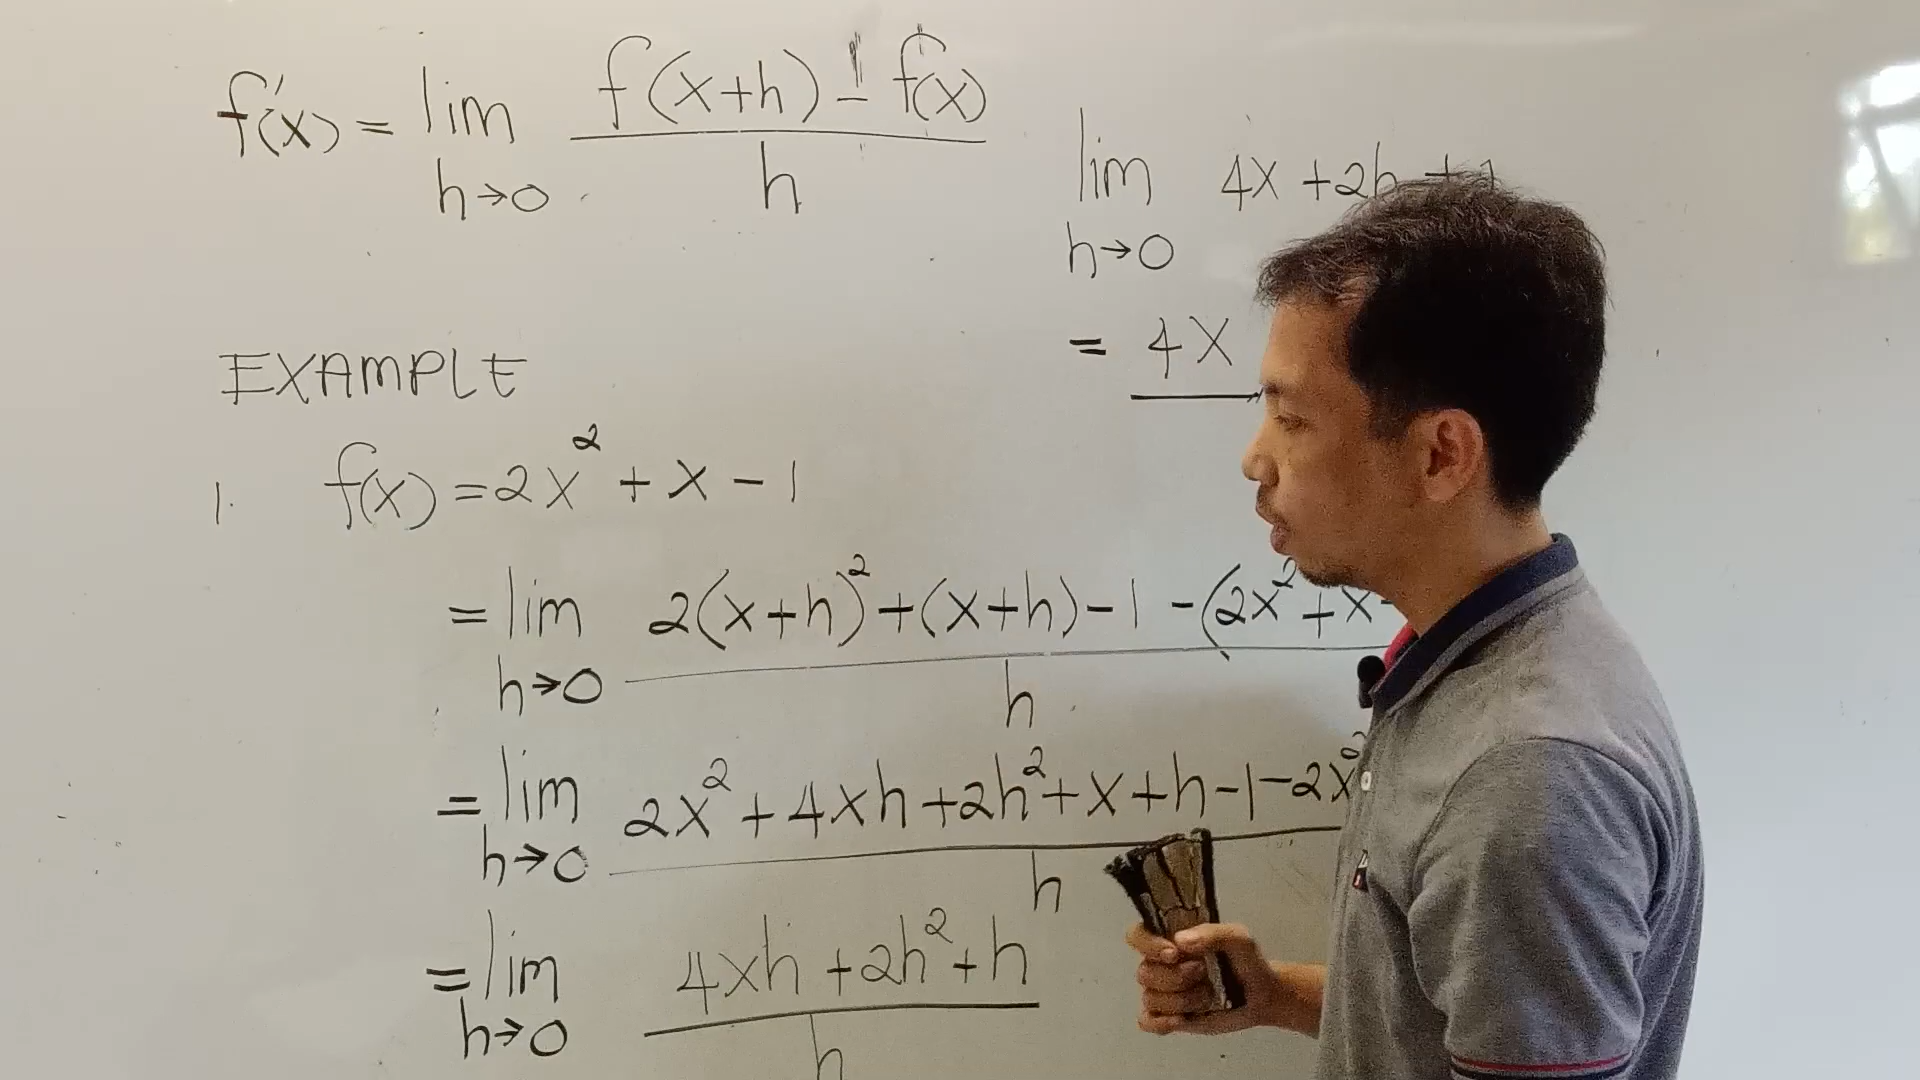 f'(x) = lim f(x+h) - f(x)
h→0 h
lim 4x + 2h +
h→0
= 4x
EXAMPLE
1. f(x) = 2x² + x - 1
= lim 2(x+h)² + (x+h) - 1 - (2x² + x -
h→0 h
= lim 2x² + 4xh + 2h² + x + h - 1 - 2x²
h→0 h
= lim 4xh + 2h² + h
h→0 h